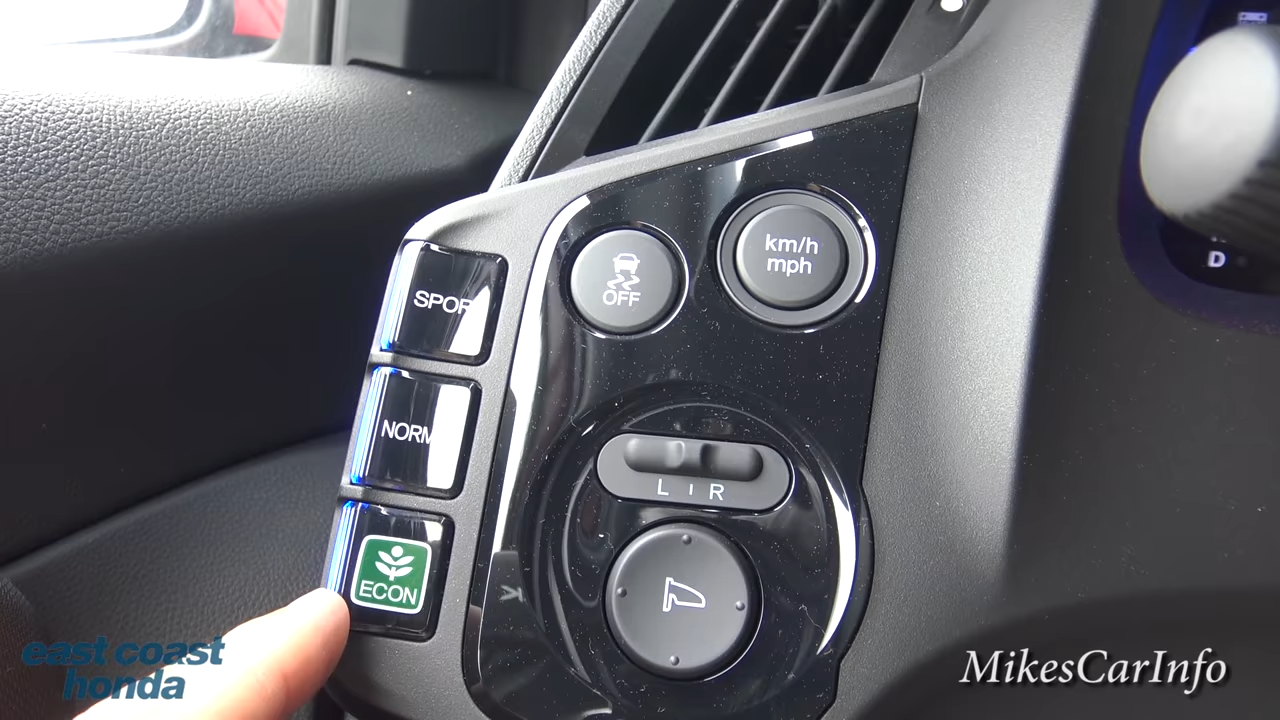 SPOR
NORM
ECON
OFF
km/h
mph
L I R
D
east coast
honda
MikesCarInfo